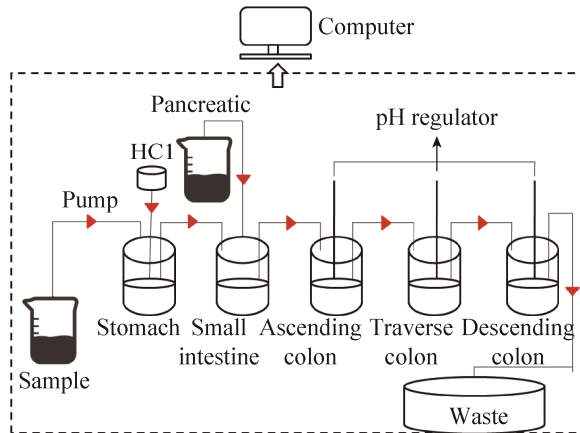 Computer
Pancreatic
pH regulator
HC1
Pump
Stomach
Small
intestine
Ascending
colon
Traverse
colon
Descending
colon
Sample
Waste